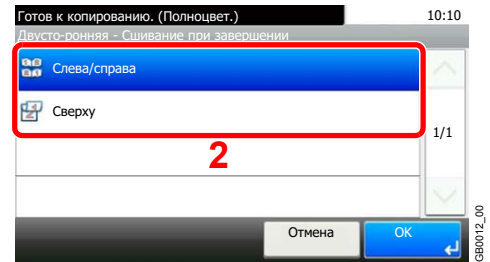 Готов к копированию. (Полноцвет.) 10:10
Двусто-ронняя - Сшивание при завершении
Слева/справа
Сверху
1/1
2
Отмена OK
GB0012_00